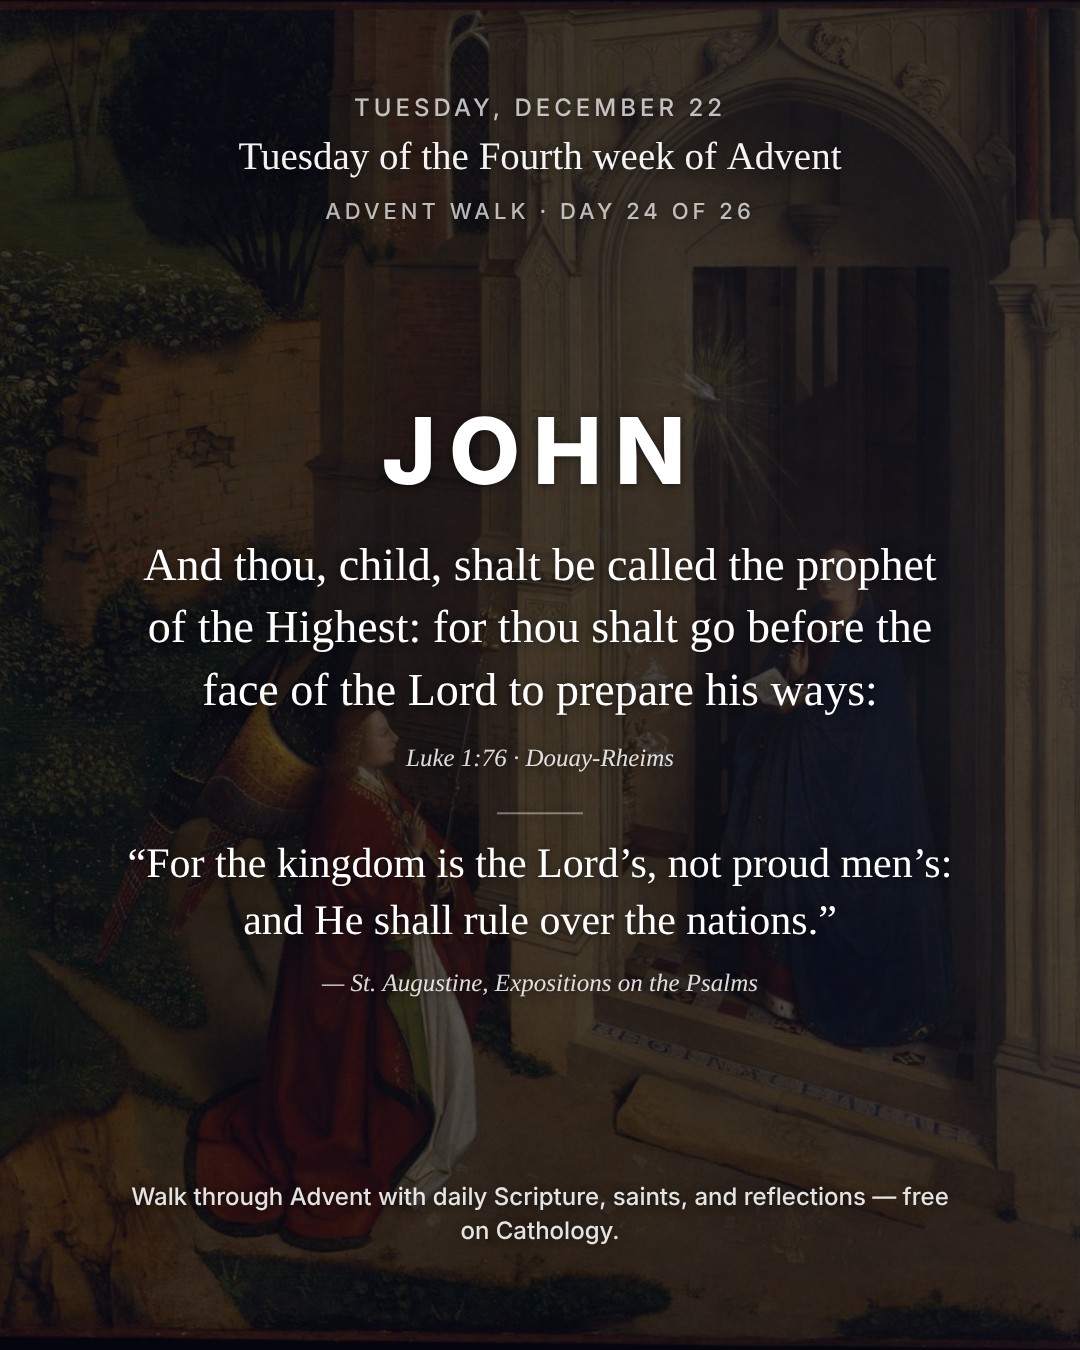 TUESDAY, DECEMBER 22
Tuesday of the Fourth week of Advent
ADVENT WALK · DAY 24 OF 26
JOHN
And thou, child, shalt be called the prophet
of the Highest: for thou shalt go before the
face of the Lord to prepare his ways:
Luke 1:76 · Douay-Rheims
“For the kingdom is the Lord’s, not proud men’s:
and He shall rule over the nations.”
— St. Augustine, Expositions on the Psalms
Walk through Advent with daily Scripture, saints, and reflections — free
on Cathology.